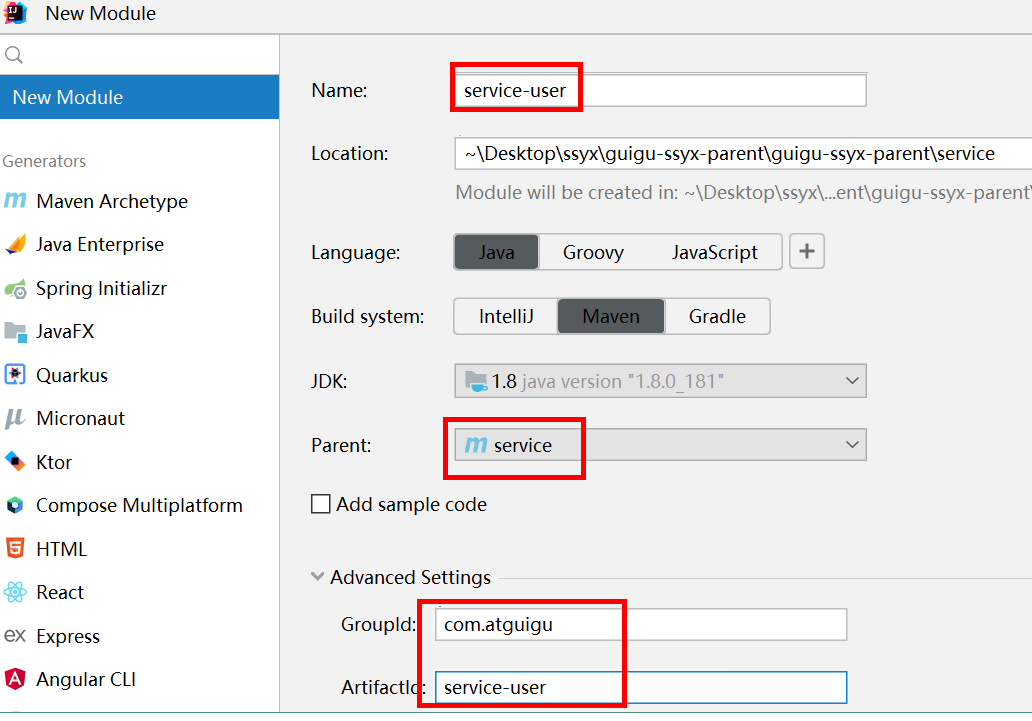 New Module
New Module
Generators
Maven Archetype
Java Enterprise
Spring Initializr
JavaFX
Quarkus
Micronaut
Ktor
Compose Multiplatform
HTML
React
Express
Angular CLI
Name: service-user
Location: ~\Desktop\ssyx\guigu-ssyx-parent\guigu-ssyx-parent\service
Module will be created in: ~\Desktop\ssyx\...ent\guigu-ssyx-parent\
Language: Java Groovy JavaScript +
Build system: IntelliJ Maven Gradle
JDK: 1.8 java version "1.8.0_181"
Parent: m service
Add sample code
Advanced Settings
GroupId: com.atguigu
ArtifactId: service-user